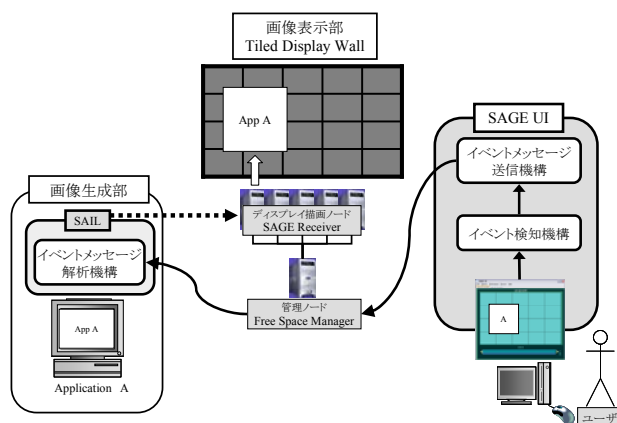 画像表示部
Tiled Display Wall
App A
SAGE UI
イベントメッセージ
送信機構
イベント検知機構
A
ユーザ
画像生成部
SAIL
イベントメッセージ
解析機構
App A
Application A
ディスプレイ描画ノード
SAGE Receiver
管理ノード
Free Space Manager